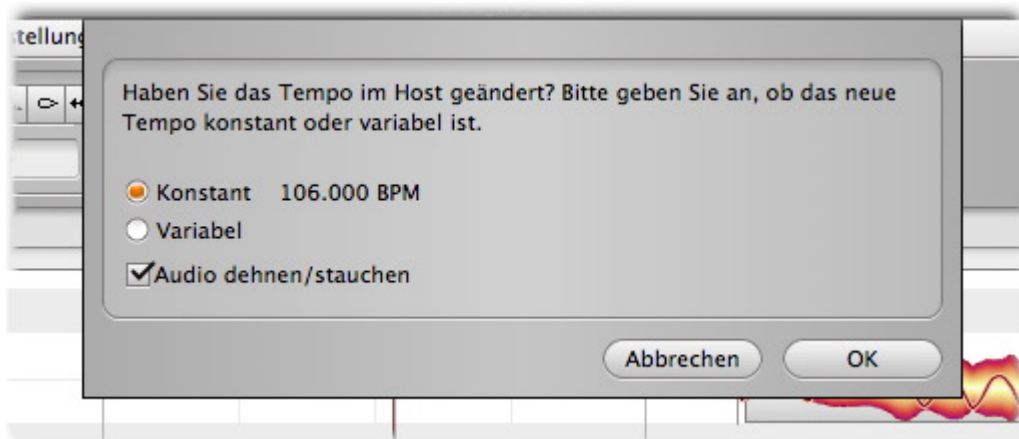 tellung
Haben Sie das Tempo im Host geändert? Bitte geben Sie an, ob das neue
Tempo konstant oder variabel ist.
Konstant 106.000 BPM
Variabel
Audio dehnen/stauchen
Abbrechen OK